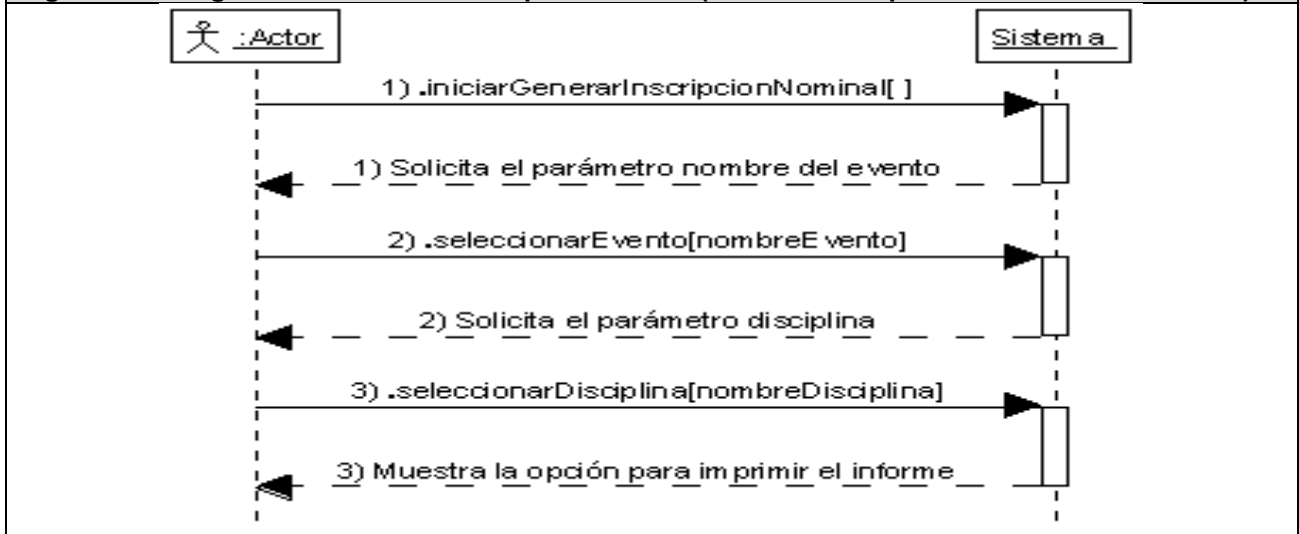 :Actor
Sistema
1) .iniciarGenerarInscripcionNominal[ ]
1) Solicita el parámetro nombre del evento
2) .seleccionarEvento[nombreEvento]
2) Solicita el parámetro disciplina
3) .seleccionarDisciplina[nombreDisciplina]
3) Muestra la opción para imprimir el informe